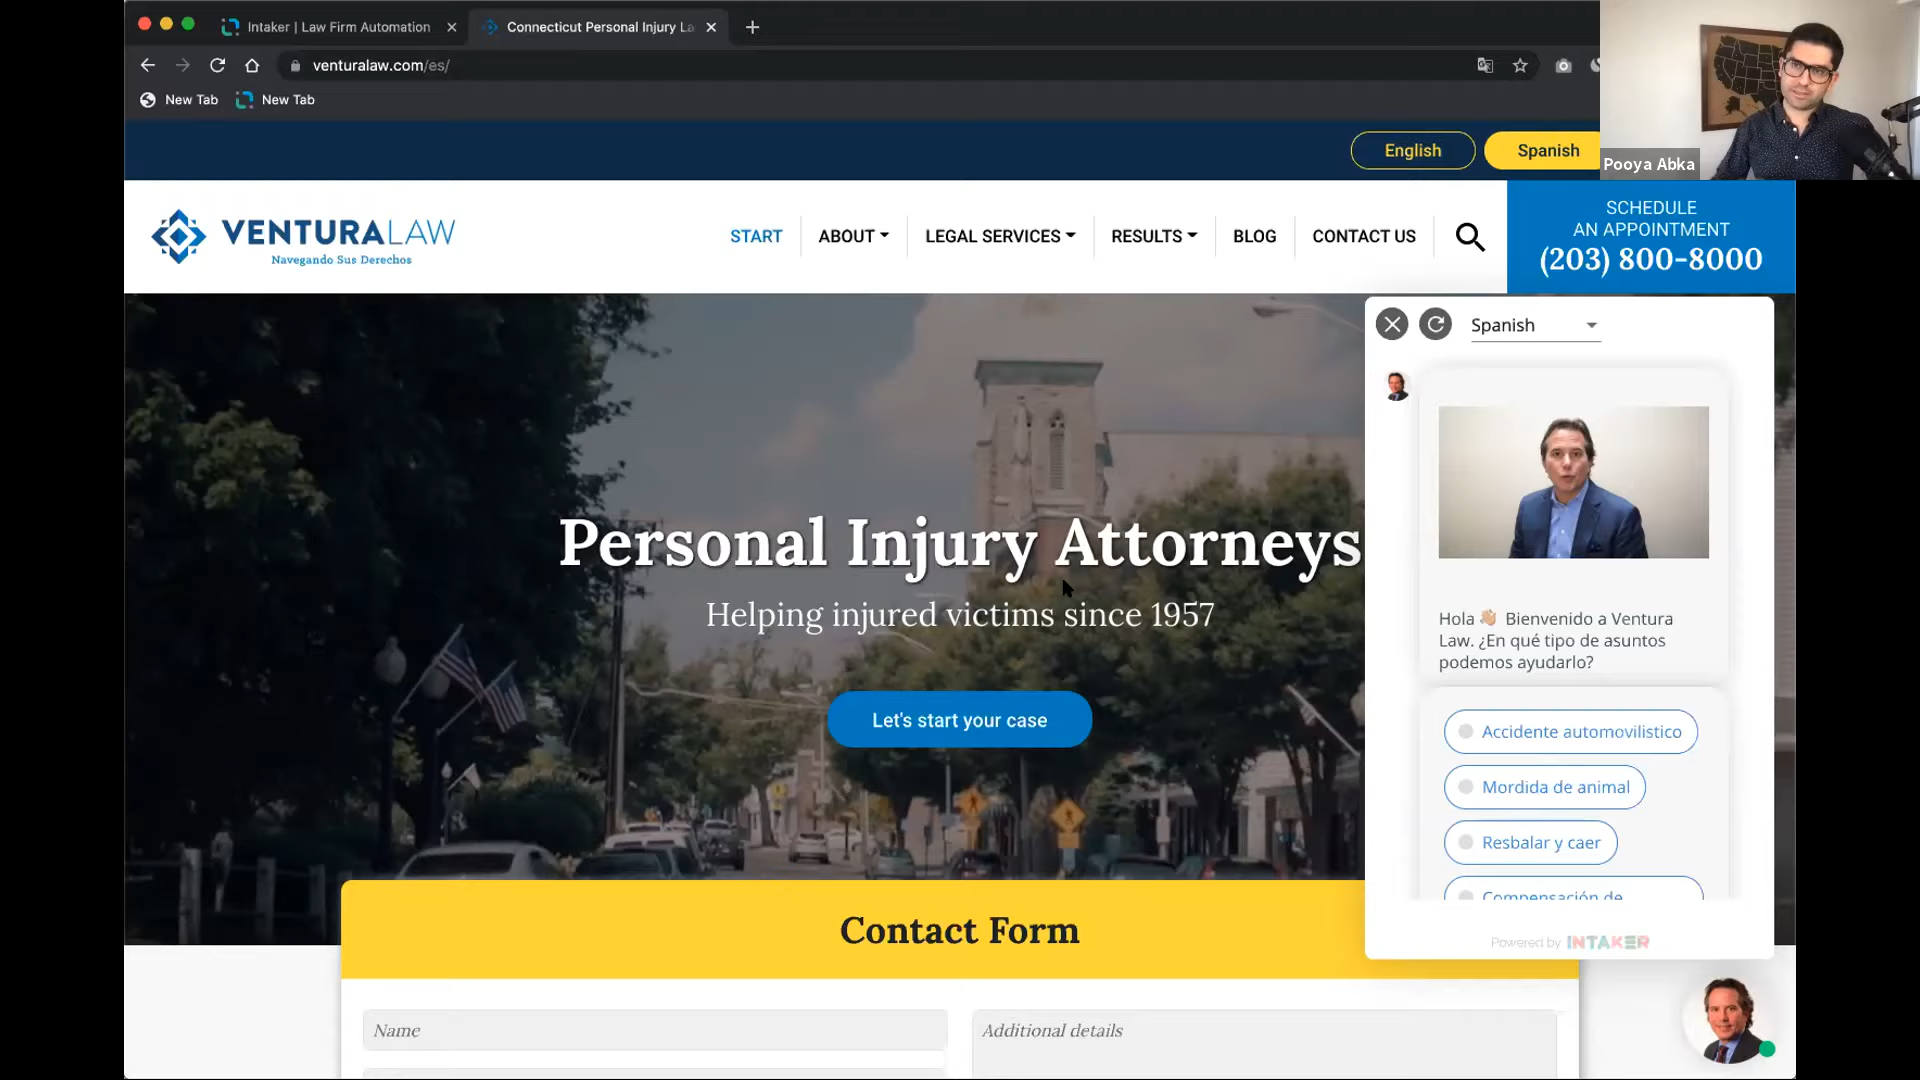 Intaker | Law Firm Automation
Connecticut Personal Injury La
venturalaw.com/es/
New Tab
New Tab
English
Spanish
Pooya Abka
VENTURALAW
Navegando Sus Derechos
START
ABOUT
LEGAL SERVICES
RESULTS
BLOG
CONTACT US
SCHEDULE
AN APPOINTMENT
(203) 800-8000
Personal Injury Attorneys
Helping injured victims since 1957
Let's start your case
Spanish
Hola 👋🏼 Bienvenido a Ventura
Law. ¿En qué tipo de asuntos
podemos ayudarlo?
Accidente automovilistico
Mordida de animal
Resbalar y caer
Compensación de
Powered by INTAKER
Contact Form
Name
Additional details